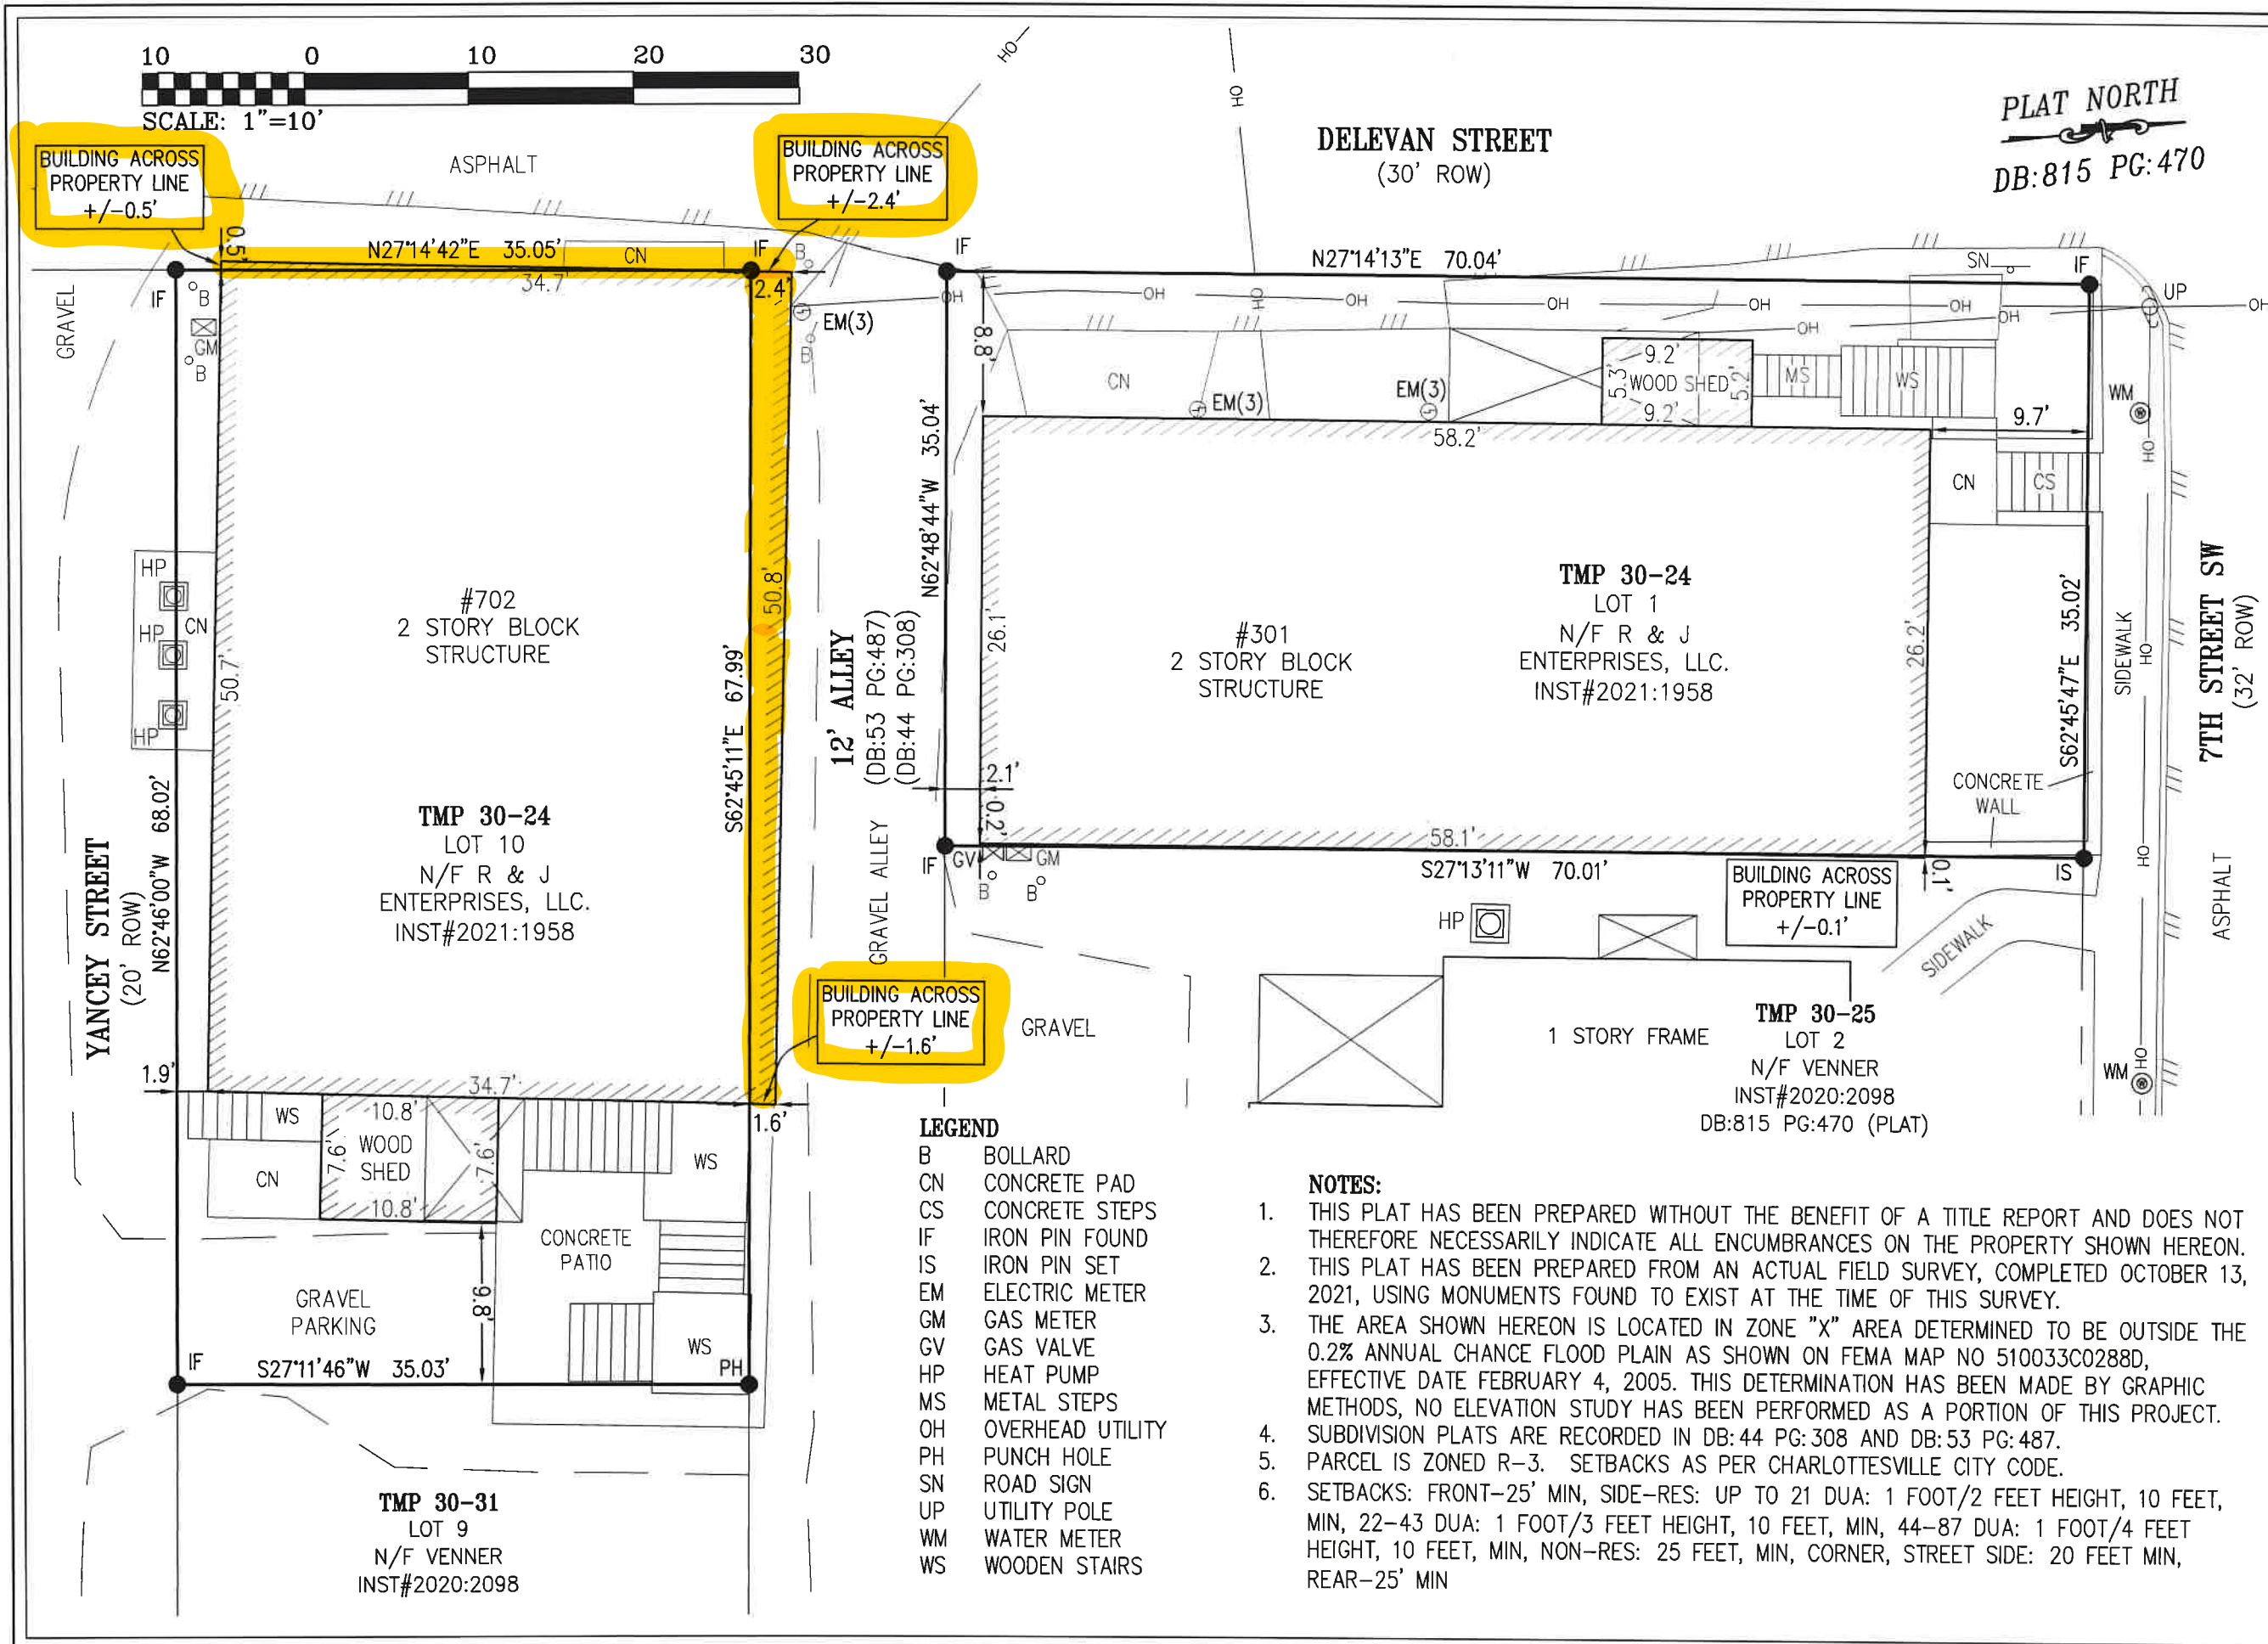 10 0 10 20 30
SCALE: 1"=10'
PLAT NORTH
DB:815 PG:470
DELEVAN STREET
(30' ROW)
BUILDING ACROSS
PROPERTY LINE
+/-0.5'
ASPHALT
BUILDING ACROSS
PROPERTY LINE
+/-2.4'
OH
OH
0.5'
N27°14'42"E 35.05'
CN
IF
B
34.7'
2.4'
EM(3)
B
OH
IF
B
GM
B
GRAVEL
HP
HP
CN
HP
50.7'
#702
2 STORY BLOCK
STRUCTURE
50.8'
S62°45'11"E 67.99'
TMP 30-24
LOT 10
N/F R & J
ENTERPRISES, LLC.
INST#2021:1958
YANCEY STREET
(20' ROW)
N62°46'00"W 68.02'
1.9'
34.7'
1.6'
BUILDING ACROSS
PROPERTY LINE
+/-1.6'
12' ALLEY
(DB:53 PG:487)
(DB:44 PG:308)
GRAVEL ALLEY
GRAVEL
WS
10.8'
WOOD
SHED
7.6'
7.6'
10.8'
CN
WS
CONCRETE
PATIO
9.8'
GRAVEL
PARKING
WS
IF
S27°11'46"W 35.03'
PH
TMP 30-31
LOT 9
N/F VENNER
INST#2020:2098
IF
N27°14'13"E 70.04'
SN
IF
UP
OH
OH
OH
OH
OH
OH
OH
OH
OH
OH
8.8'
CN
EM(3)
EM(3)
9.2'
5.3'
WOOD SHED
5.2'
9.2'
MS
WS
9.7'
WM
OH
58.2'
N62°48'44"W 35.04'
CN
CS
26.1'
#301
2 STORY BLOCK
STRUCTURE
TMP 30-24
LOT 1
N/F R & J
ENTERPRISES, LLC.
INST#2021:1958
26.2'
S62°45'47"E 35.02'
SIDEWALK
OH
7TH STREET SW
(32' ROW)
CONCRETE
WALL
2.1'
0.2'
58.1'
IF
GV
GM
B
B
S27°13'11"W 70.01'
0.1'
IS
OH
ASPHALT
BUILDING ACROSS
PROPERTY LINE
+/-0.1'
HP
SIDEWALK
1 STORY FRAME
TMP 30-25
LOT 2
N/F VENNER
INST#2020:2098
DB:815 PG:470 (PLAT)
WM
OH
LEGEND
B BOLLARD
CN CONCRETE PAD
CS CONCRETE STEPS
IF IRON PIN FOUND
IS IRON PIN SET
EM ELECTRIC METER
GM GAS METER
GV GAS VALVE
HP HEAT PUMP
MS METAL STEPS
OH OVERHEAD UTILITY
PH PUNCH HOLE
SN ROAD SIGN
UP UTILITY POLE
WM WATER METER
WS WOODEN STAIRS
NOTES:
1. THIS PLAT HAS BEEN PREPARED WITHOUT THE BENEFIT OF A TITLE REPORT AND DOES NOT
THEREFORE NECESSARILY INDICATE ALL ENCUMBRANCES ON THE PROPERTY SHOWN HEREON.
2. THIS PLAT HAS BEEN PREPARED FROM AN ACTUAL FIELD SURVEY, COMPLETED OCTOBER 13,
2021, USING MONUMENTS FOUND TO EXIST AT THE TIME OF THIS SURVEY.
3. THE AREA SHOWN HEREON IS LOCATED IN ZONE "X" AREA DETERMINED TO BE OUTSIDE THE
0.2% ANNUAL CHANCE FLOOD PLAIN AS SHOWN ON FEMA MAP NO 510033C0288D,
EFFECTIVE DATE FEBRUARY 4, 2005. THIS DETERMINATION HAS BEEN MADE BY GRAPHIC
METHODS, NO ELEVATION STUDY HAS BEEN PERFORMED AS A PORTION OF THIS PROJECT.
4. SUBDIVISION PLATS ARE RECORDED IN DB:44 PG:308 AND DB:53 PG:487.
5. PARCEL IS ZONED R-3. SETBACKS AS PER CHARLOTTESVILLE CITY CODE.
6. SETBACKS: FRONT-25' MIN, SIDE-RES: UP TO 21 DUA: 1 FOOT/2 FEET HEIGHT, 10 FEET,
MIN, 22-43 DUA: 1 FOOT/3 FEET HEIGHT, 10 FEET, MIN, 44-87 DUA: 1 FOOT/4 FEET
HEIGHT, 10 FEET, MIN, NON-RES: 25 FEET, MIN, CORNER, STREET SIDE: 20 FEET MIN,
REAR-25' MIN